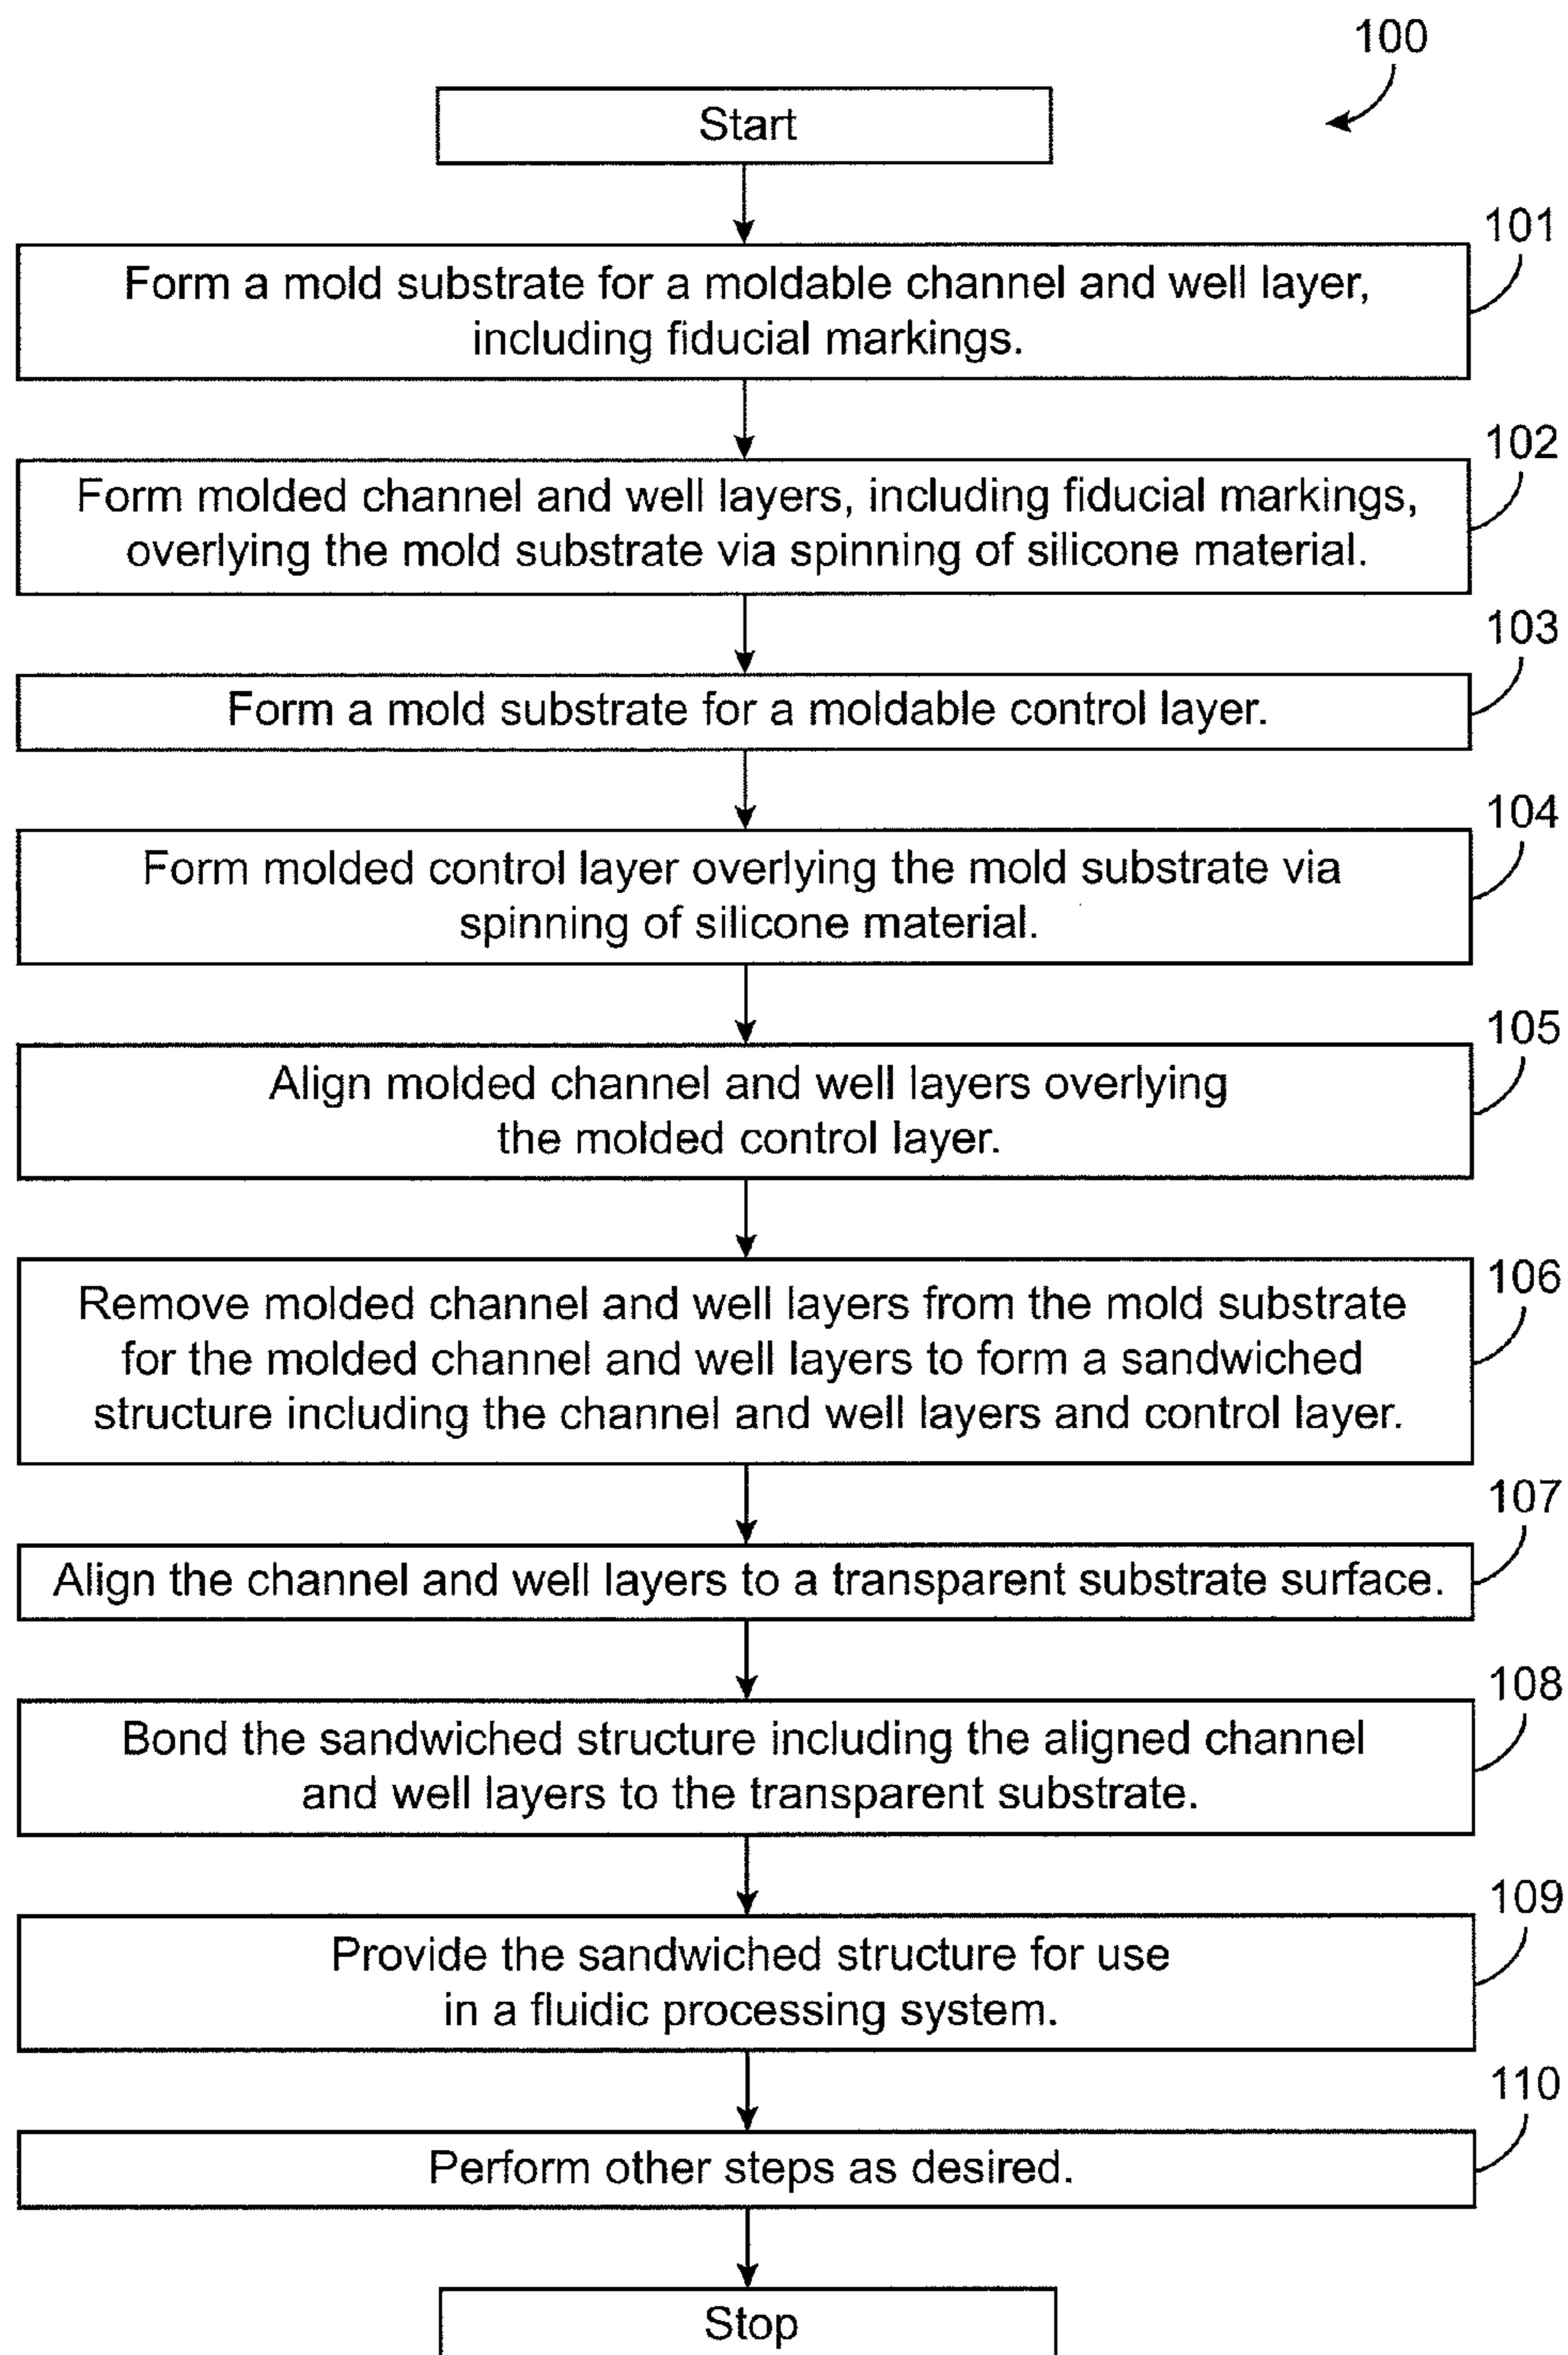 100
Start
101
Form a mold substrate for a moldable channel and well layer,
including fiducial markings.
102
Form molded channel and well layers, including fiducial markings,
overlying the mold substrate via spinning of silicone material.
103
Form a mold substrate for a moldable control layer.
104
Form molded control layer overlying the mold substrate via
spinning of silicone material.
105
Align molded channel and well layers overlying
the molded control layer.
106
Remove molded channel and well layers from the mold substrate
for the molded channel and well layers to form a sandwiched
structure including the channel and well layers and control layer.
107
Align the channel and well layers to a transparent substrate surface.
108
Bond the sandwiched structure including the aligned channel
and well layers to the transparent substrate.
109
Provide the sandwiched structure for use
in a fluidic processing system.
110
Perform other steps as desired.
Stop